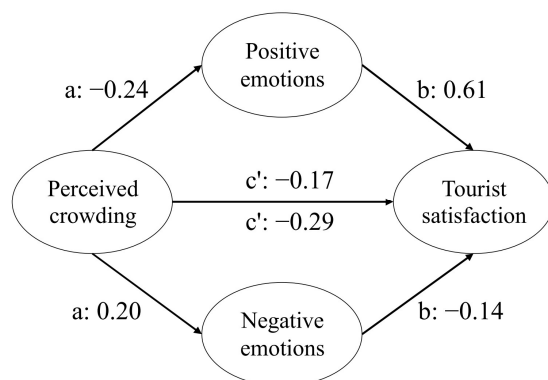 Positive
emotions
a: −0.24
b: 0.61
Perceived
crowding
c': −0.17
c': −0.29
Tourist
satisfaction
a: 0.20
b: −0.14
Negative
emotions